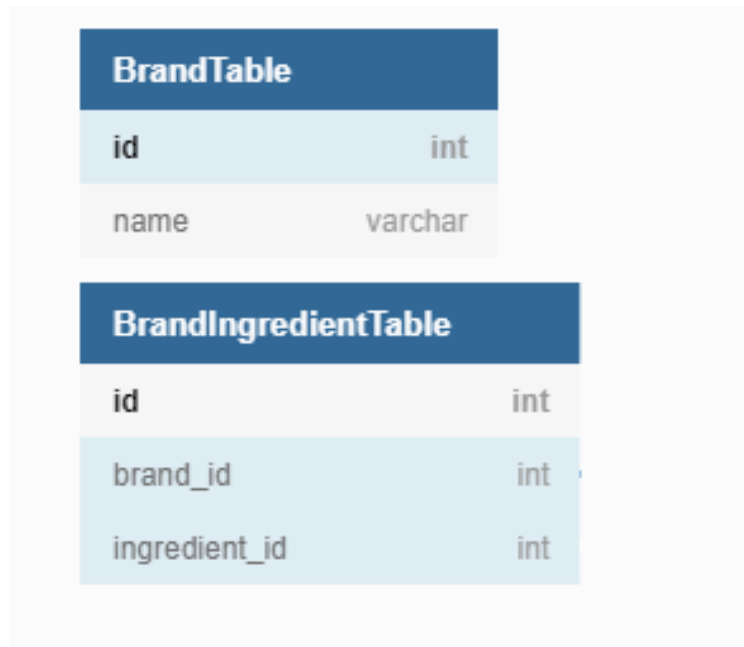 BrandTable
id int
name varchar
BrandIngredientTable
id int
brand_id int
ingredient_id int